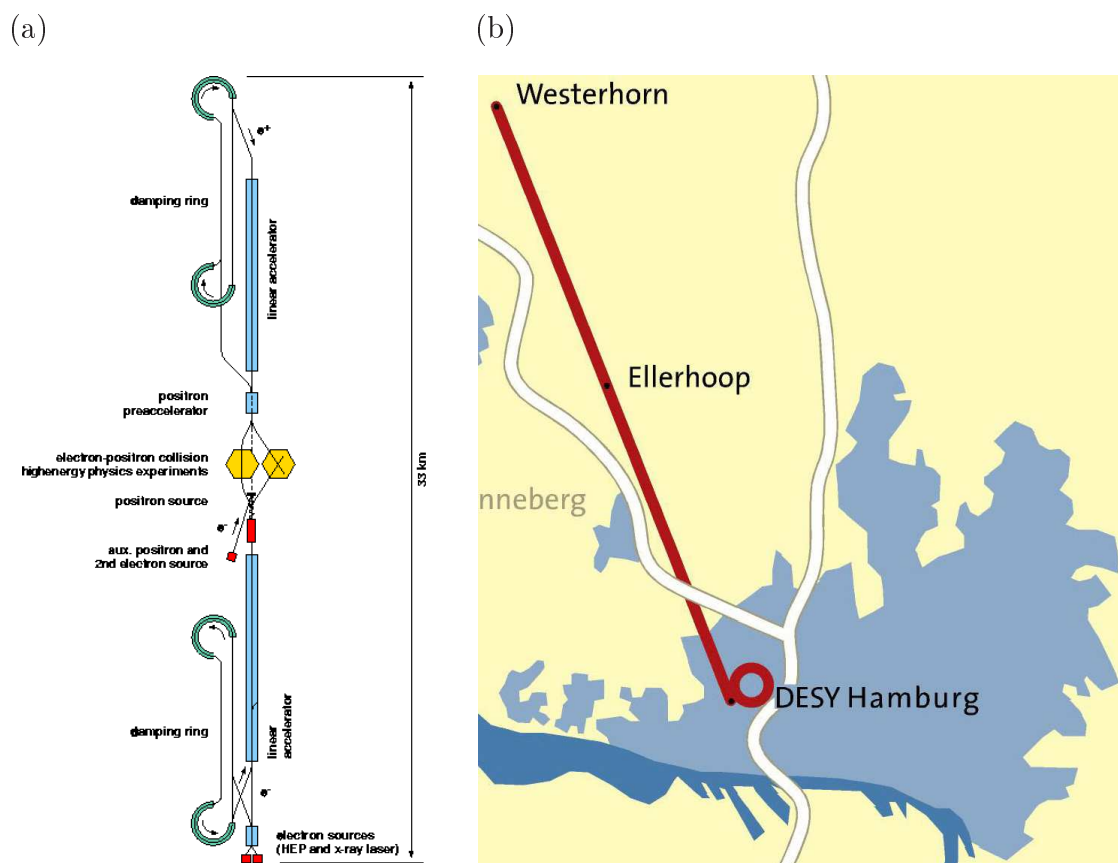 (a)
(b)
e+
damping ring
linear accelerator
positron
preaccelerator
electron-positron collision
highenergy physics experiments
positron source
e-
aux. positron and
2nd electron source
33 km
damping ring
linear
accelerator
e-
electron sources
(HEP and x-ray laser)
Westerhorn
Ellerhoop
nneberg
DESY Hamburg